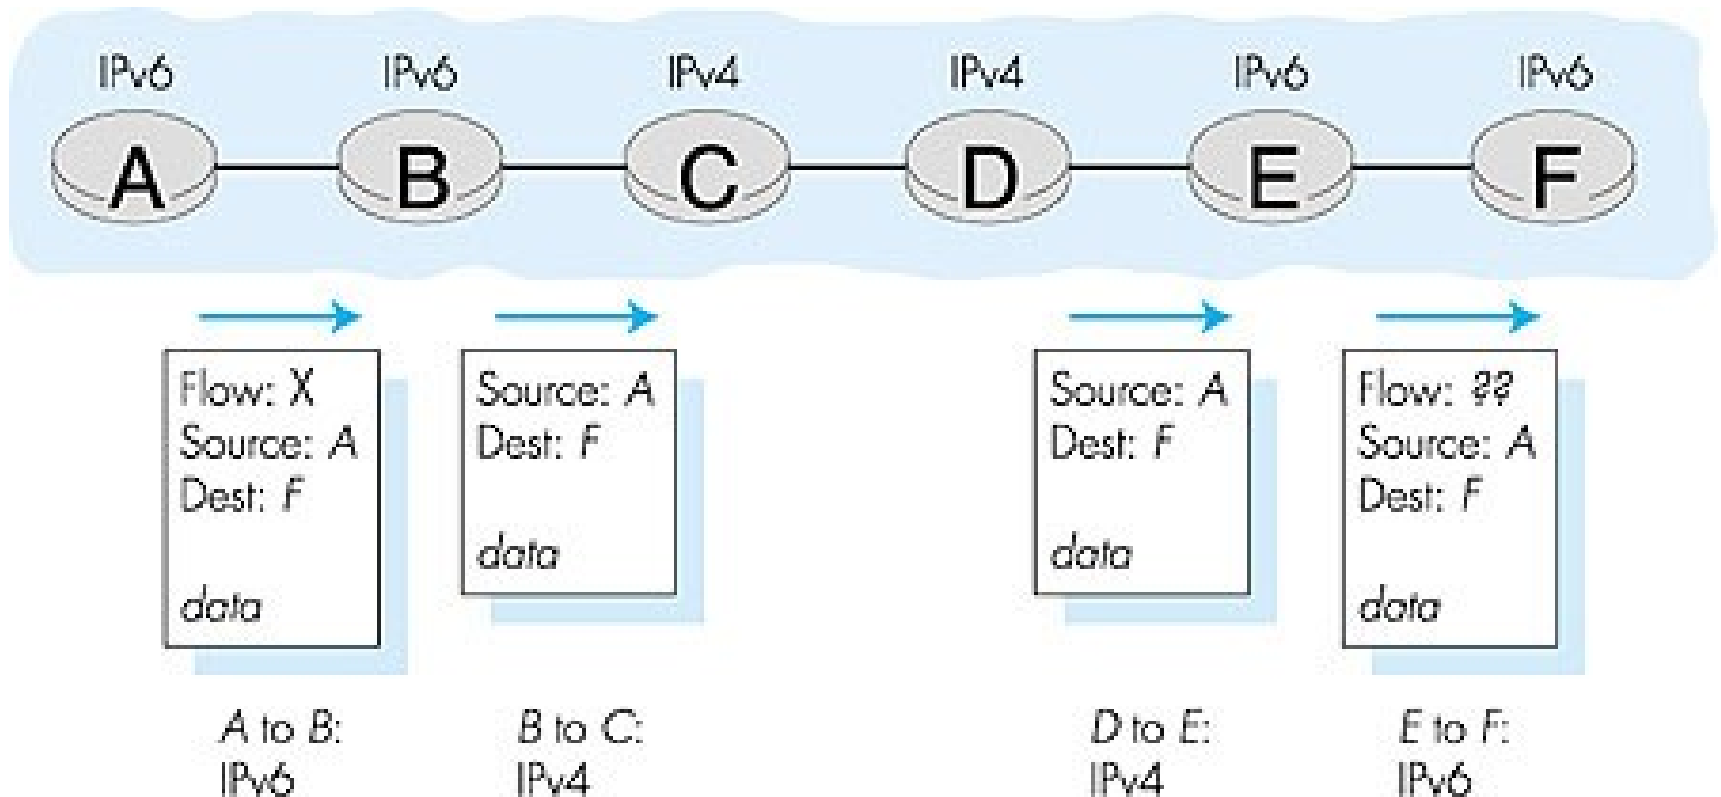 IPv6 IPv6 IPv4 IPv4 IPv6 IPv6
A B C D E F
Flow: X
Source: A
Dest: F
data
Source: A
Dest: F
data
Source: A
Dest: F
data
Flow: ??
Source: A
Dest: F
data
A to B:
IPv6
B to C:
IPv4
D to E:
IPv4
E to F:
IPv6